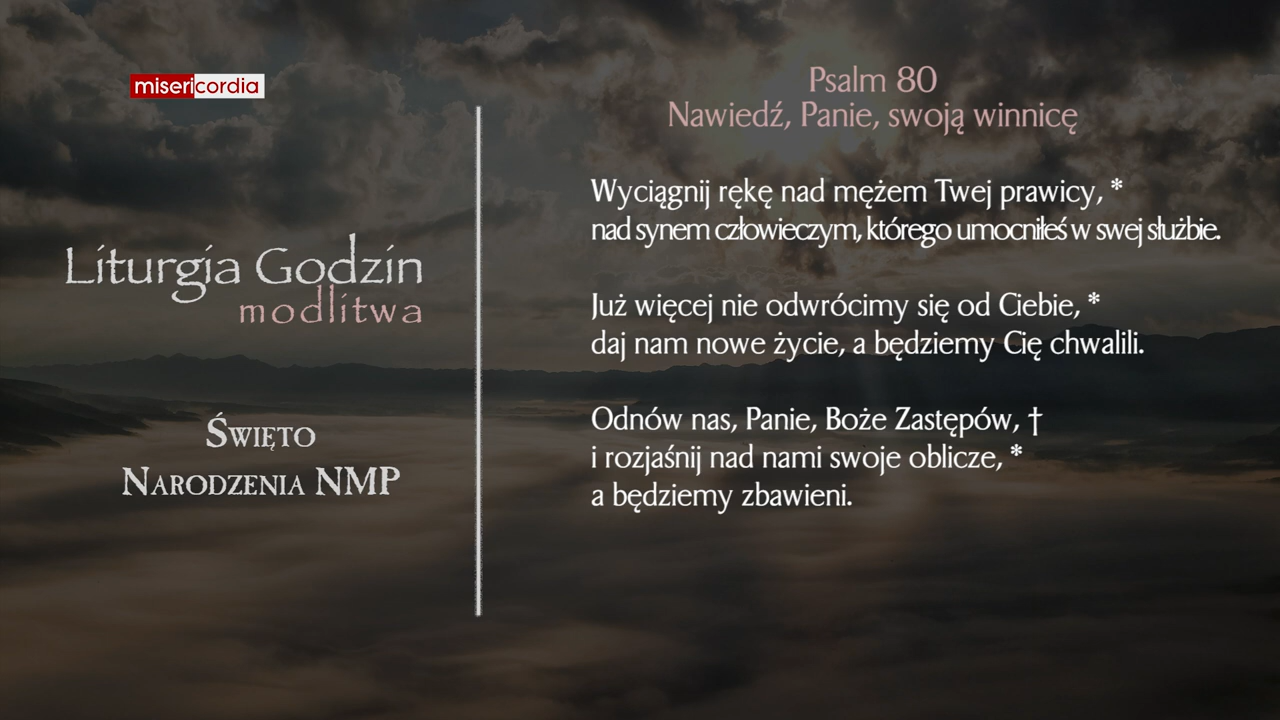 misericordia
Liturgia Godzin
modlitwa
Święto
Narodzenia NMP
Psalm 80
Nawiedź, Panie, swoją winnicę
Wyciągnij rękę nad mężem Twej prawicy, *
nad synem człowieczym, którego umocniłeś w swej służbie.
Już więcej nie odwrócimy się od Ciebie, *
daj nam nowe życie, a będziemy Cię chwalili.
Odnów nas, Panie, Boże Zastępów, †
i rozjaśnij nad nami swoje oblicze, *
a będziemy zbawieni.